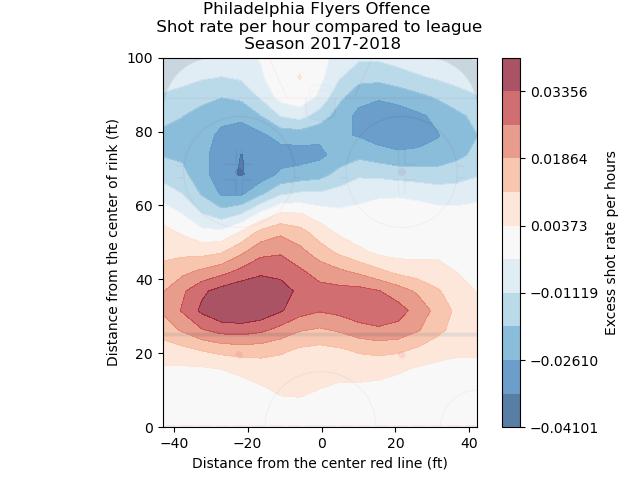 Philadelphia Flyers Offence
Shot rate per hour compared to league
Season 2017-2018
100
80
60
40
20
0
Distance from the center of rink (ft)
−40
−20
0
20
40
Distance from the center red line (ft)
0.03356
0.01864
0.00373
−0.01119
−0.02610
−0.04101
Excess shot rate per hours